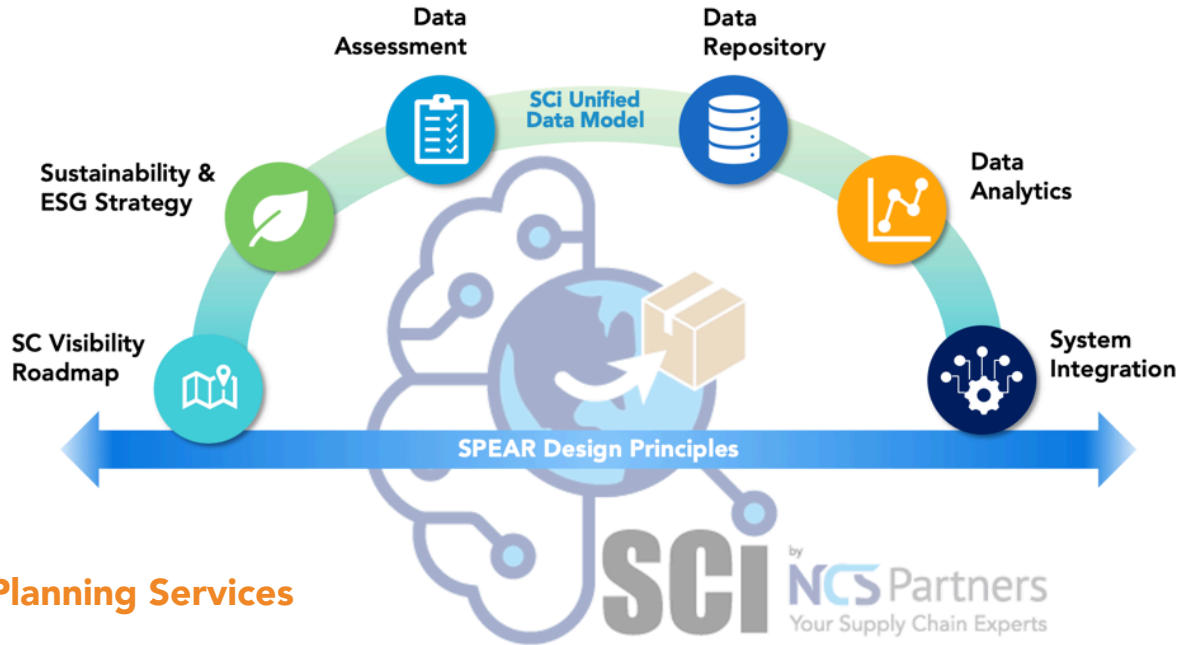 Data
Assessment
Data
Repository
SCi Unified
Data Model
Sustainability &
ESG Strategy
Data
Analytics
SC Visibility
Roadmap
System
Integration
SPEAR Design Principles
SCi
by
NCS Partners
Your Supply Chain Experts
Planning Services